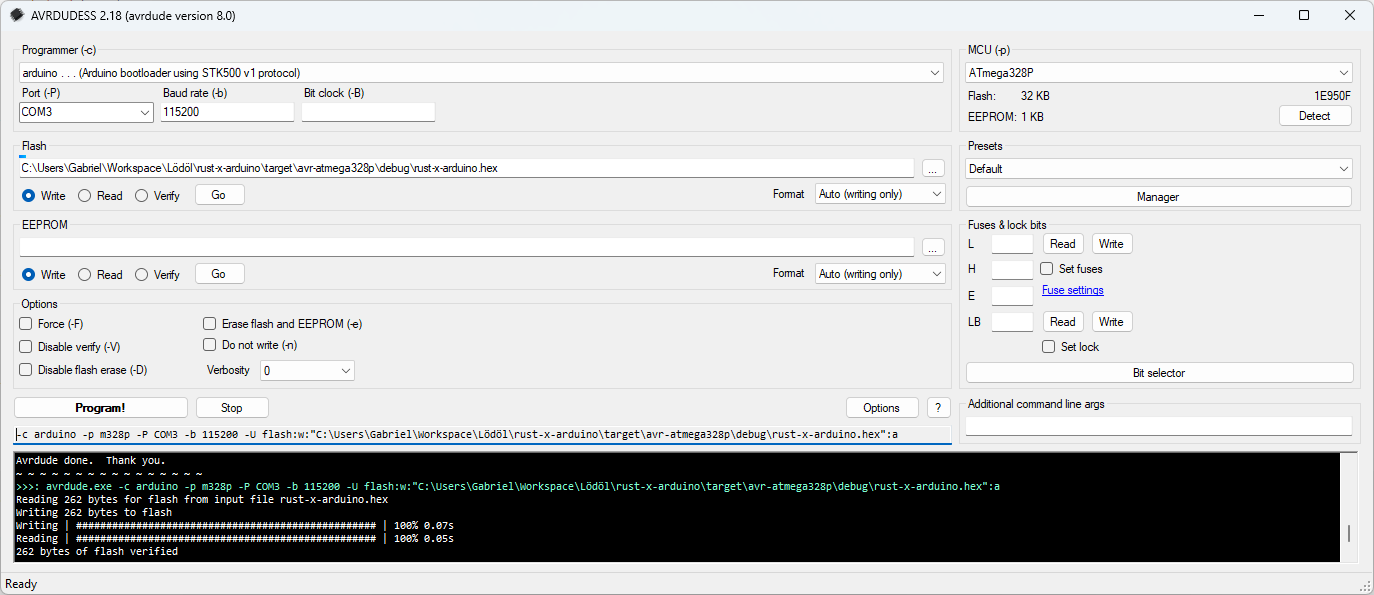 AVRDUDESS 2.18 (avrdude version 8.0)
Programmer (-c)
arduino . . . (Arduino bootloader using STK500 v1 protocol)
Port (-P) Baud rate (-b) Bit clock (-B)
COM3 115200
MCU (-p)
ATmega328P
Flash: 32 KB 1E950F
EEPROM: 1 KB Detect
Flash
C:\Users\Gabriel\Workspace\Lödöl\rust-x-arduino\target\avr-atmega328p\debug\rust-x-arduino.hex ...
Write Read Verify Go Format Auto (writing only)
Presets
Default
Manager
EEPROM
...
Write Read Verify Go Format Auto (writing only)
Fuses & lock bits
L Read Write
H Set fuses
E Fuse settings
LB Read Write
Set lock
Bit selector
Options
Force (-F) Erase flash and EEPROM (-e)
Disable verify (-V) Do not write (-n)
Disable flash erase (-D) Verbosity 0
Program! Stop Options ?
Additional command line args
-c arduino -p m328p -P COM3 -b 115200 -U flash:w:"C:\Users\Gabriel\Workspace\Lödöl\rust-x-arduino\target\avr-atmega328p\debug\rust-x-arduino.hex":a
Avrdude done.  Thank you.
~ ~ ~ ~ ~ ~ ~ ~ ~ ~ ~ ~ ~ ~ ~ ~
>>>: avrdude.exe -c arduino -p m328p -P COM3 -b 115200 -U flash:w:"C:\Users\Gabriel\Workspace\Lödöl\rust-x-arduino\target\avr-atmega328p\debug\rust-x-arduino.hex":a
Reading 262 bytes for flash from input file rust-x-arduino.hex
Writing 262 bytes to flash
Writing | ################################################## | 100% 0.07s
Reading | ################################################## | 100% 0.05s
262 bytes of flash verified
Ready